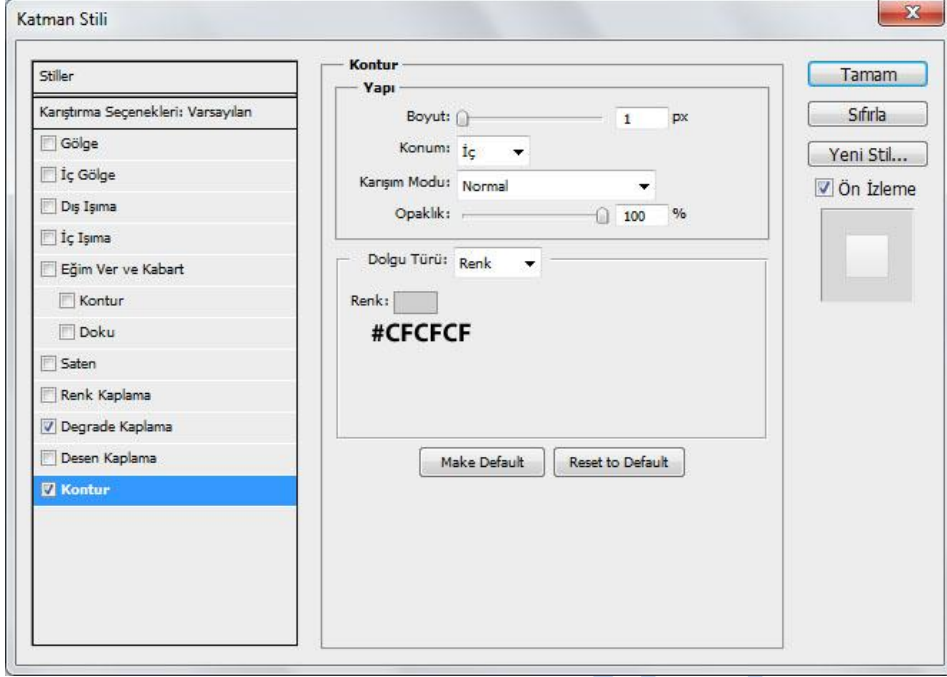 Katman Stili
Stiller
Karıştırma Seçenekleri: Varsayılan
Gölge
İç Gölge
Dış Işıma
İç Işıma
Eğim Ver ve Kabart
Kontur
Doku
Saten
Renk Kaplama
Degrade Kaplama
Desen Kaplama
Kontur
Kontur
Yapı
Boyut: 1 px
Konum: İç
Karışım Modu: Normal
Opaklık: 100 %
Dolgu Türü: Renk
Renk:
#CFCFCF
Make Default Reset to Default
Tamam
Sıfırla
Yeni Stil...
Ön İzleme